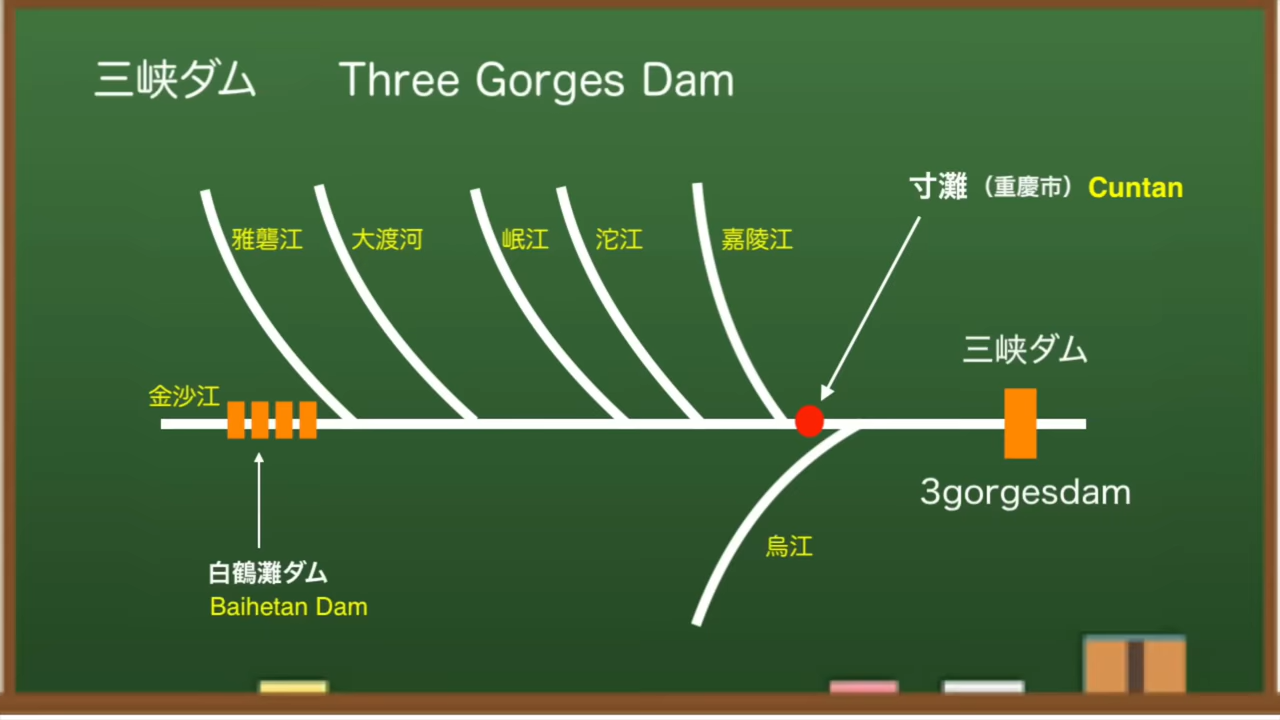 三峡ダム Three Gorges Dam
寸灘（重慶市）Cuntan
雅礱江
大渡河
岷江
沱江
嘉陵江
三峡ダム
金沙江
3gorgesdam
烏江
白鶴灘ダム
Baihetan Dam